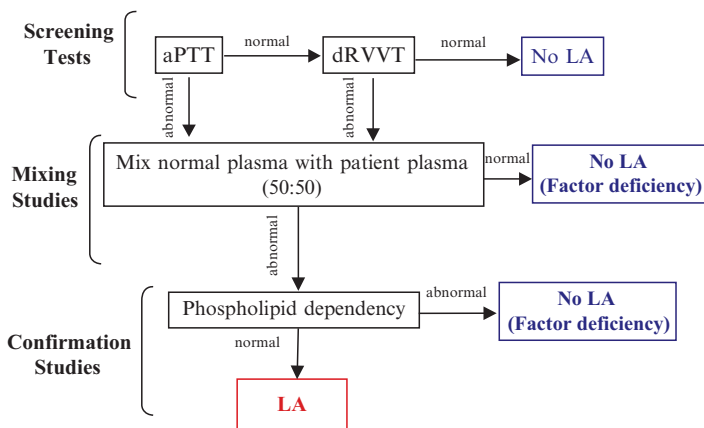 Screening
Tests
aPTT
normal
dRVVT
normal
No LA
abnormal
abnormal
Mixing
Studies
Mix normal plasma with patient plasma
(50:50)
normal
No LA
(Factor deficiency)
abnormal
Confirmation
Studies
Phospholipid dependency
abnormal
No LA
(Factor deficiency)
normal
LA